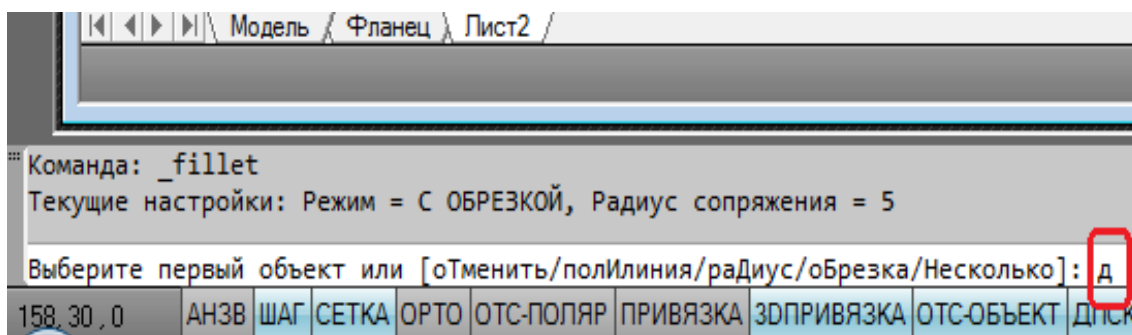 Модель / Фланец \ Лист2 /
Команда: _fillet
Текущие настройки: Режим = С ОБРЕЗКОЙ, Радиус сопряжения = 5
Выберите первый объект или [оТменить/полИлиния/раДиус/оБрезка/Несколько]: д
158, 30 , 0 АНЗВ ШАГ СЕТКА ОРТО ОТС-ПОЛЯР ПРИВЯЗКА 3DПРИВЯЗКА ОТС-ОБЪЕКТ ДПСК